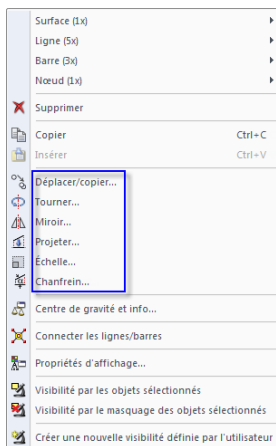 Surface (1x)
Ligne (5x)
Barre (3x)
Nœud (1x)
Supprimer
Copier Ctrl+C
Insérer Ctrl+V
Déplacer/copier...
Tourner...
Miroir...
Projeter...
Échelle...
Chanfrein...
Centre de gravité et info...
Connecter les lignes/barres
Propriétés d'affichage...
Visibilité par les objets sélectionnés
Visibilité par le masquage des objets sélectionnés
Créer une nouvelle visibilité définie par l'utilisateur